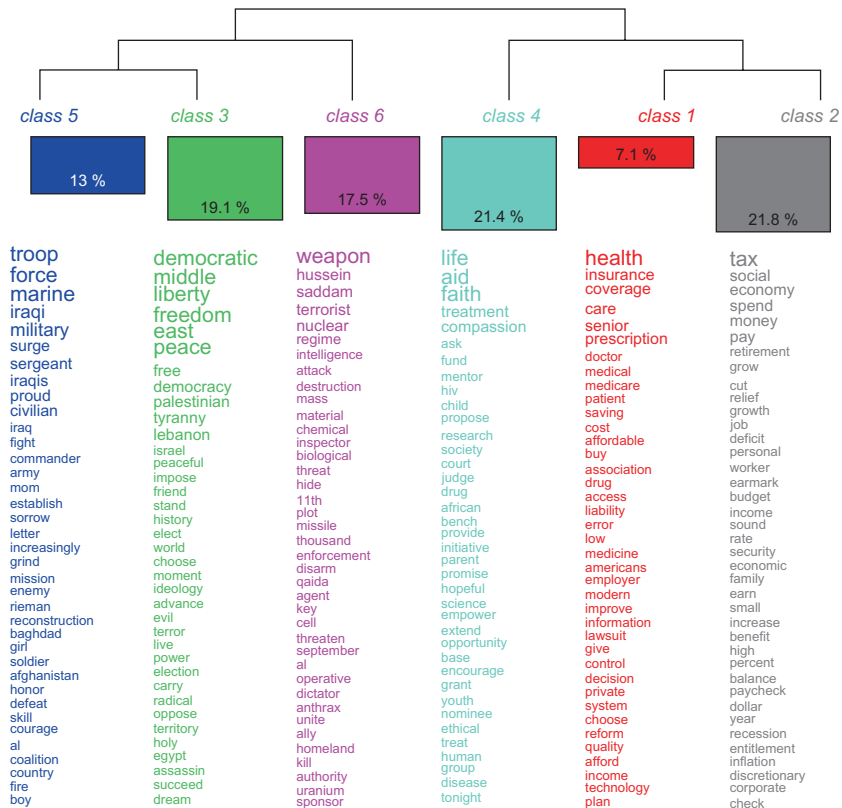 class 5
class 3
class 6
class 4
class 1
class 2
13 %
19.1 %
17.5 %
21.4 %
7.1 %
21.8 %
troop
force
marine
iraqi
military
surge
sergeant
iraqis
proud
civilian
iraq
fight
commander
army
mom
establish
sorrow
letter
increasingly
grind
mission
enemy
rieman
reconstruction
baghdad
girl
soldier
afghanistan
honor
defeat
skill
courage
al
coalition
country
fire
boy
democratic
middle
liberty
freedom
east
peace
free
democracy
palestinian
tyranny
lebanon
israel
peaceful
impose
friend
stand
history
elect
world
choose
moment
ideology
advance
evil
terror
live
power
election
carry
radical
oppose
territory
holy
egypt
assassin
succeed
dream
weapon
hussein
saddam
terrorist
nuclear
regime
intelligence
attack
destruction
mass
material
chemical
inspector
biological
threat
hide
11th
plot
missile
thousand
enforcement
disarm
qaida
agent
key
cell
threaten
september
al
operative
dictator
anthrax
unite
ally
homeland
kill
authority
uranium
sponsor
life
aid
faith
treatment
compassion
ask
fund
mentor
hiv
child
propose
research
society
court
judge
drug
african
bench
provide
initiative
parent
promise
hopeful
science
empower
extend
opportunity
base
encourage
grant
youth
nominee
ethical
treat
human
group
disease
tonight
health
insurance
coverage
care
senior
prescription
doctor
medical
medicare
patient
saving
cost
affordable
buy
association
drug
access
liability
error
low
medicine
americans
employer
modern
improve
information
lawsuit
give
control
decision
private
system
choose
reform
quality
afford
income
technology
plan
tax
social
economy
spend
money
pay
retirement
grow
cut
relief
growth
job
deficit
personal
worker
earmark
budget
income
sound
rate
security
economic
family
earn
small
increase
benefit
high
percent
balance
paycheck
dollar
year
recession
entitlement
inflation
discretionary
corporate
check